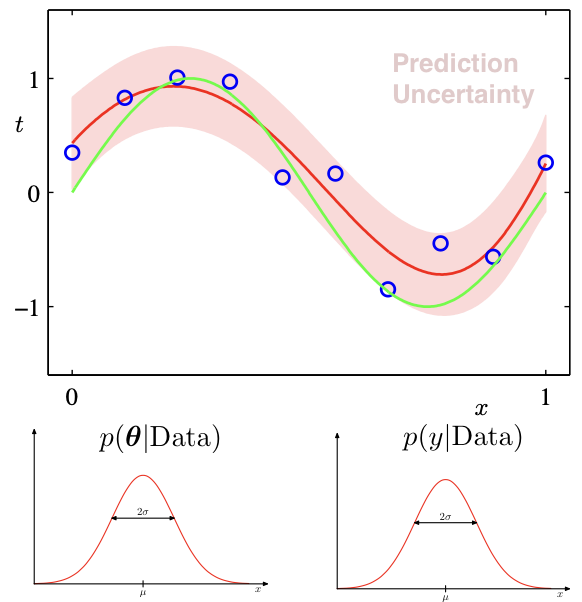 1
Prediction
Uncertainty
t
0
−1
0
x
1
p(θ|Data)
p(y|Data)
2σ
2σ
μ
x
μ
x